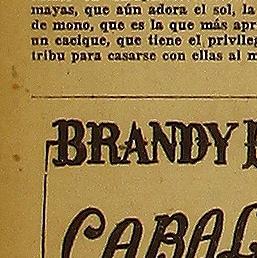 mayas, que aún adora el sol, la
de mono, que es la que más apr
un cacique, que tiene el privileg
tribu para casarse con ellas al m
BRANDY
CABAL